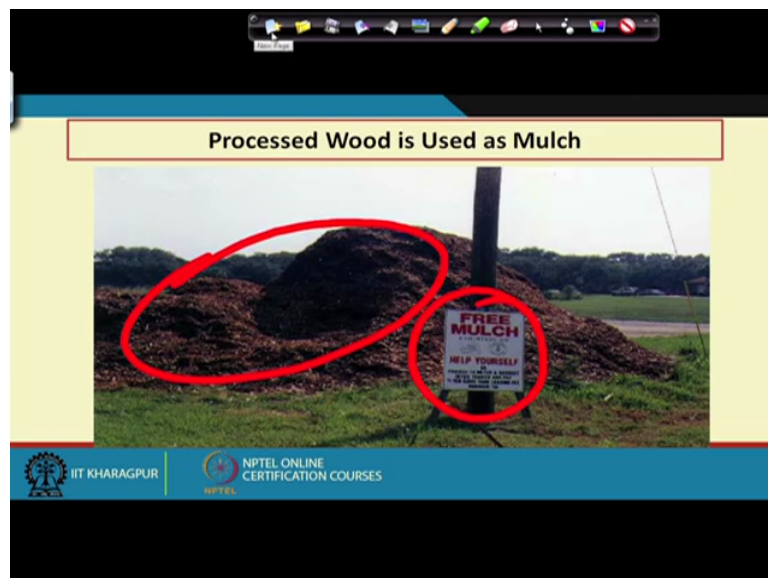 New Page
Processed Wood is Used as Mulch
FREE
MULCH
HELP YOURSELF
IIT KHARAGPUR
NPTEL
NPTEL ONLINE
CERTIFICATION COURSES